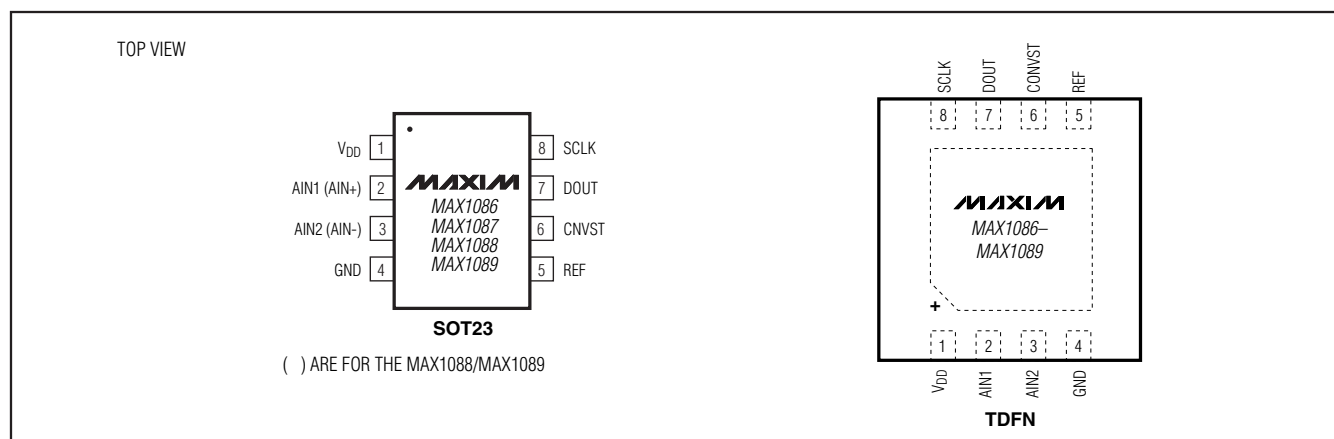 TOP VIEW
VDD 1
AIN1 (AIN+) 2
AIN2 (AIN-) 3
GND 4
MAXIM
MAX1086
MAX1087
MAX1088
MAX1089
8 SCLK
7 DOUT
6 CNVST
5 REF
SOT23
( ) ARE FOR THE MAX1088/MAX1089
SCLK DOUT CONVST REF
8 7 6 5
MAXIM
MAX1086–
MAX1089
+
1 2 3 4
VDD AIN1 AIN2 GND
TDFN